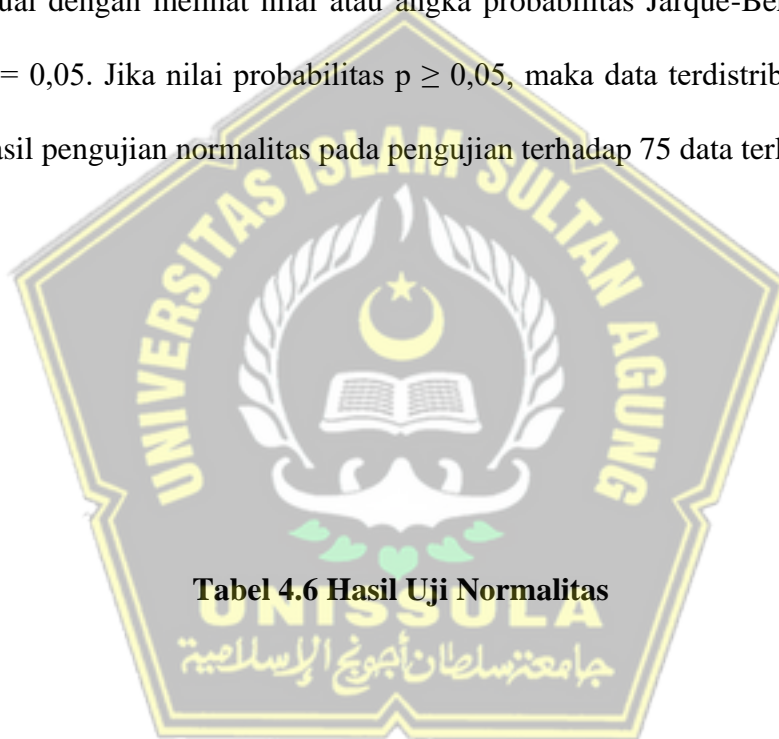 dengan melihat nilai atau angka probabilitas Jarque-Be
= 0,05. Jika nilai probabilitas p ≥ 0,05, maka data terdistrib
asil pengujian normalitas pada pengujian terhadap 75 data terl
UNIVERSITAS ISLAM SULTAN AGUNG
Tabel 4.6 Hasil Uji Normalitas
UNISSULA
جامعة سلطان أجونج الإسلامية